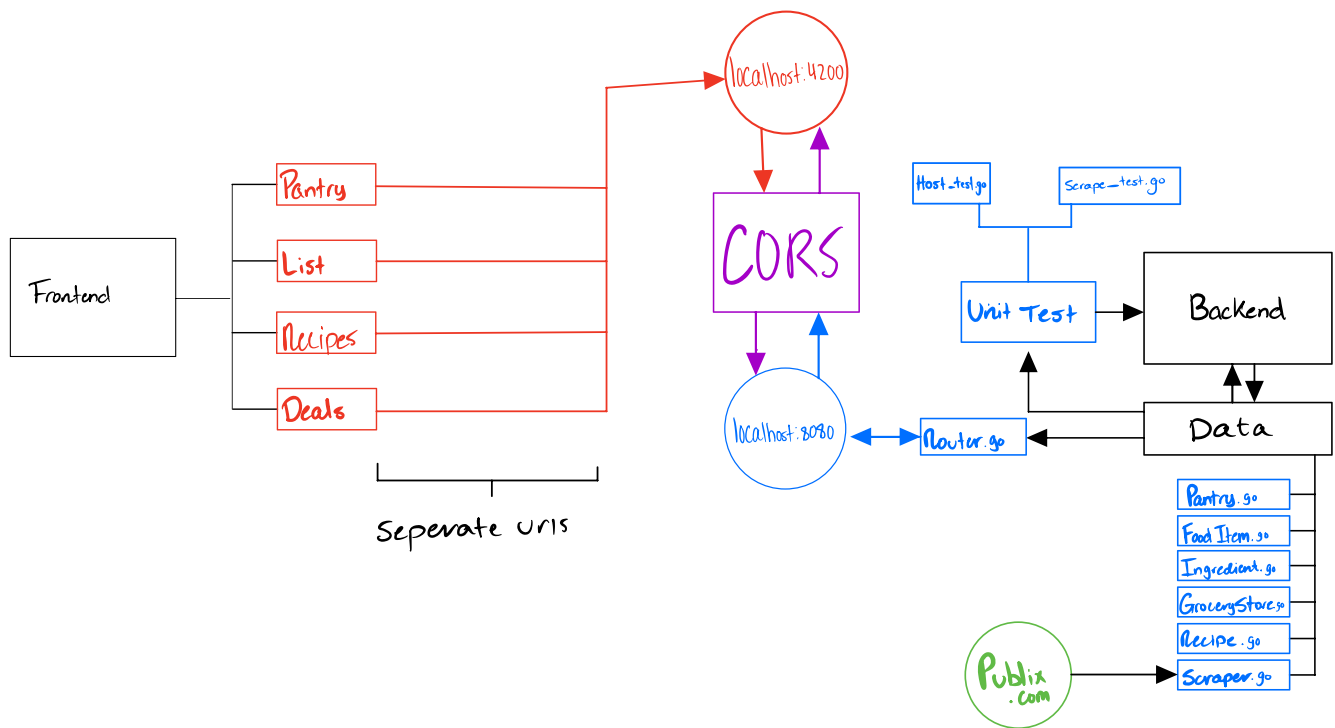 localhost:4200
Pantry
List
Recipes
Deals
Frontend
Seperate urls
CORS
localhost:8080
Host_test.go
Scrape_test.go
Unit Test
Backend
Router.go
Data
Pantry.go
Food Item.go
Ingredient.go
GroceryStore.go
Recipe.go
Scraper.go
Publix
.com